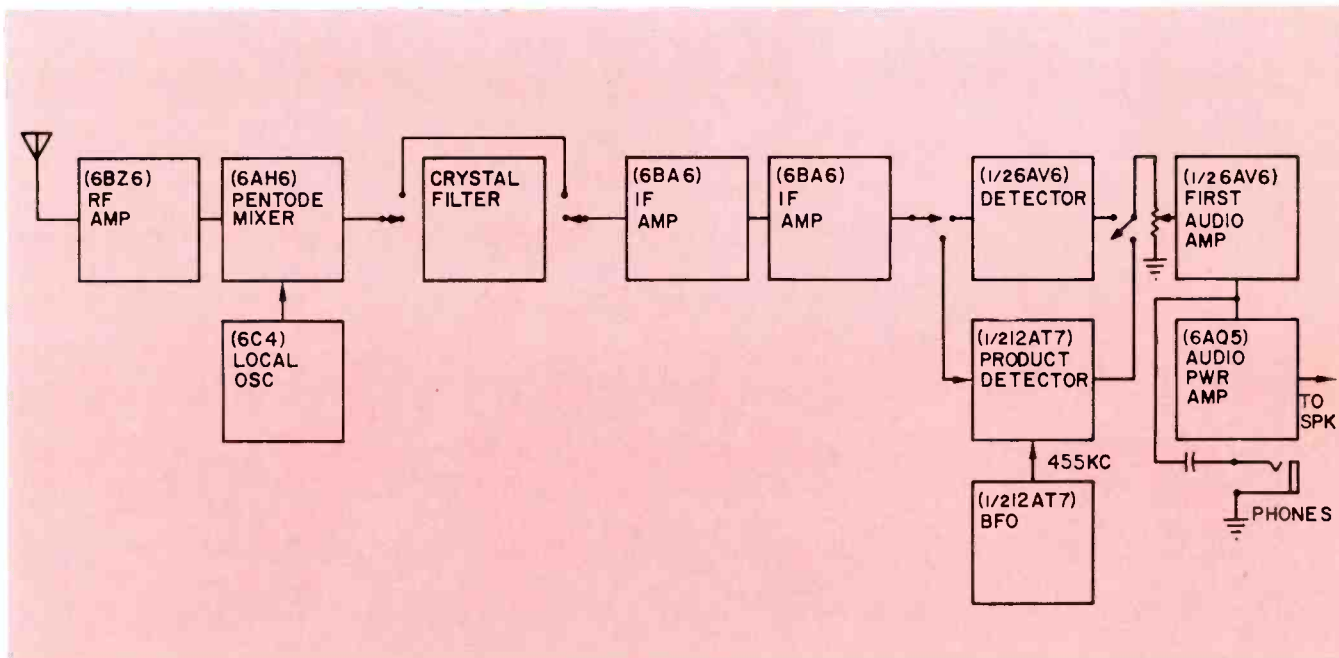 (6BZ6)
RF
AMP
(6AH6)
PENTODE
MIXER
(6C4)
LOCAL
OSC
CRYSTAL
FILTER
(6BA6)
IF
AMP
(6BA6)
IF
AMP
(1/26AV6)
DETECTOR
(1/212AT7)
PRODUCT
DETECTOR
455KC
(1/212AT7)
BFO
(1/26AV6)
FIRST
AUDIO
AMP
(6AQ5)
AUDIO
PWR
AMP
TO
SPK
PHONES